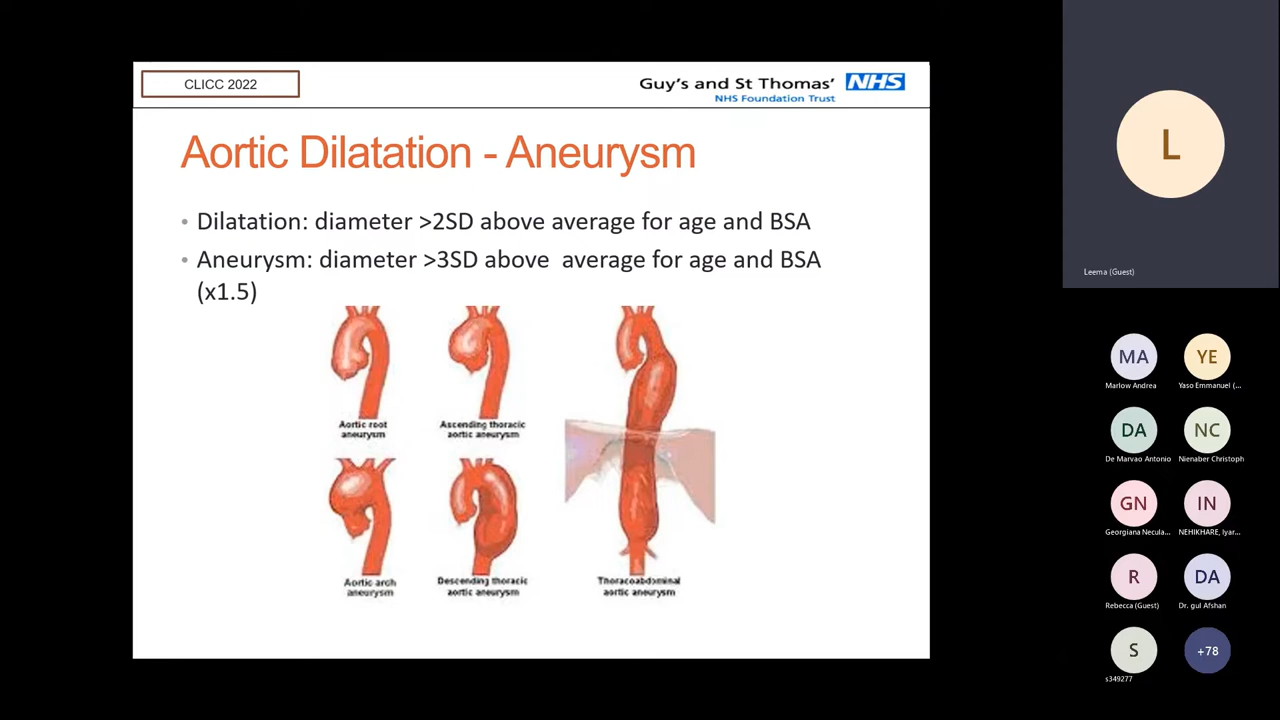 CLICC 2022
Guy's and St Thomas' NHS
NHS Foundation Trust
Aortic Dilatation - Aneurysm
• Dilatation: diameter >2SD above average for age and BSA
• Aneurysm: diameter >3SD above average for age and BSA
(x1.5)
Aortic root
aneurysm
Ascending thoracic
aortic aneurysm
Aortic arch
aneurysm
Descending thoracic
aortic aneurysm
Thoracoabdominal
aortic aneurysm
L
Leema (Guest)
MA
Marlow Andrea
YE
Yaso Emmanuel (...
DA
De Marvao Antonio
NC
Nienaber Christoph
GN
Georgiana Necula...
IN
NEHIKHARE, Iyar...
R
Rebecca (Guest)
DA
Dr. gul Afshan
S
s349277
+78